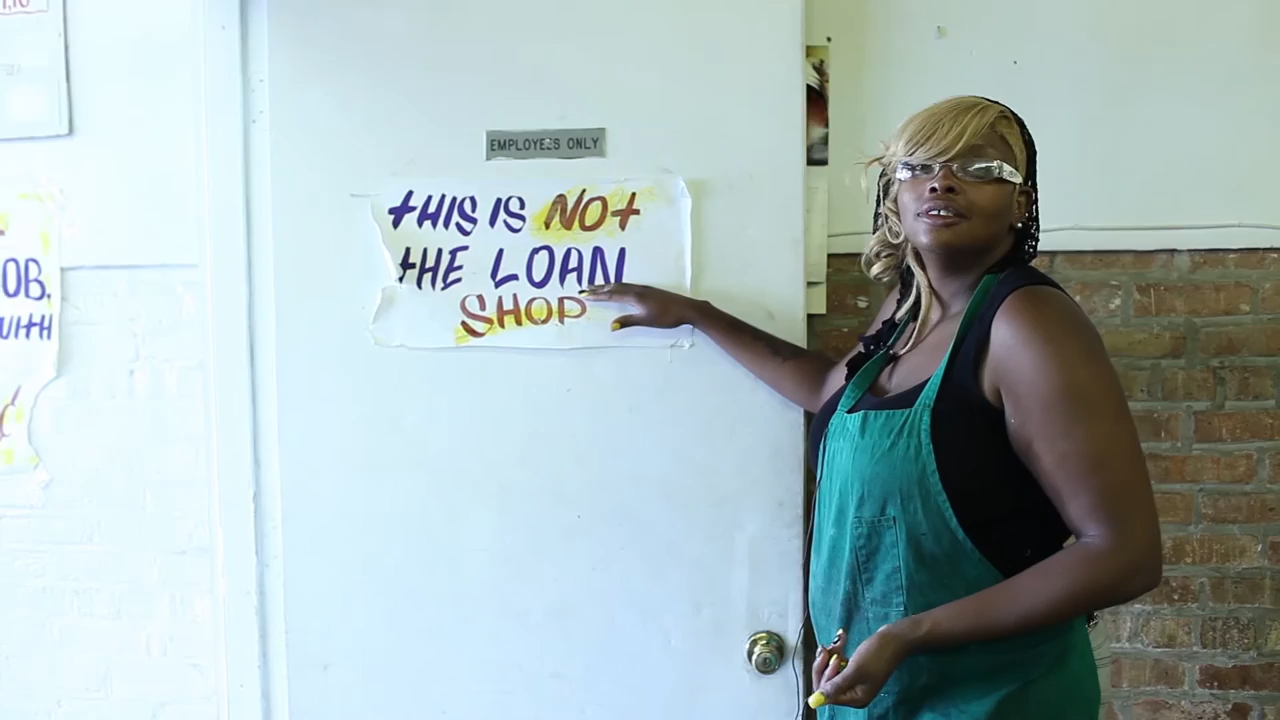 EMPLOYEES ONLY
THIS IS NOT
THE LOAN
SHOP
OB.
WITH